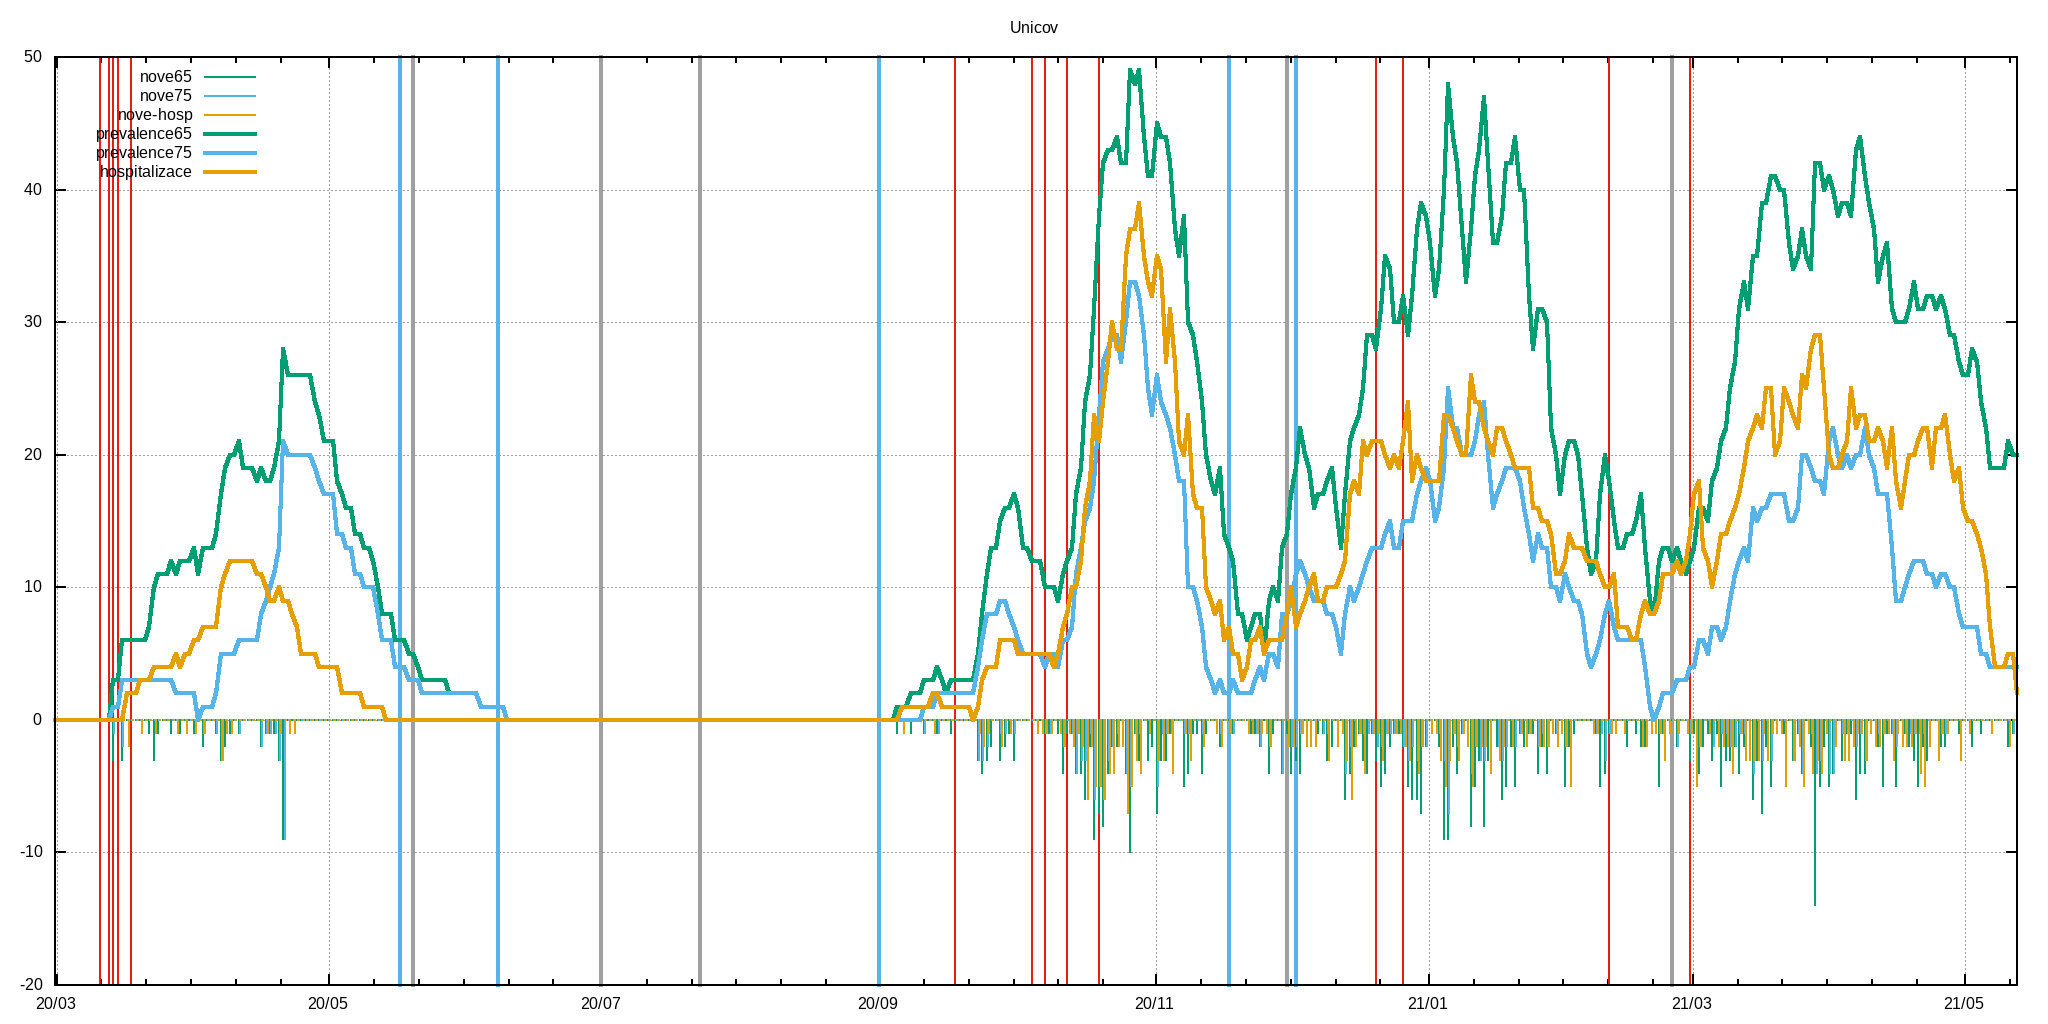 Unicov
50
nove65
nove75
nove-hosp
prevalence65
prevalence75
hospitalizace
40
30
20
10
0
-10
-20
20/03 20/05 20/07 20/09 20/11 21/01 21/03 21/05